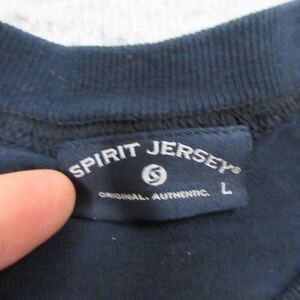 SPIRIT JERSEY®
S
ORIGINAL. AUTHENTIC. L